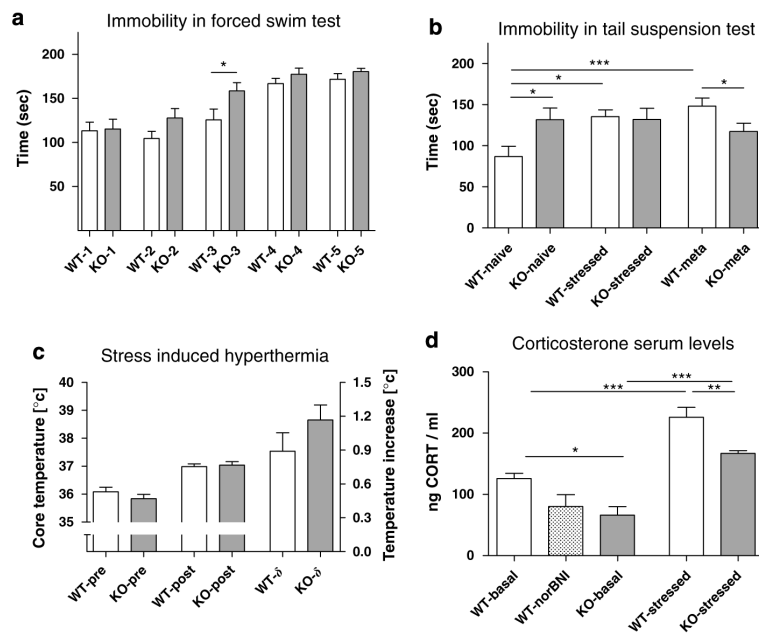 a
Immobility in forced swim test
Time (sec)
200
150
100
50
*
WT-1
KO-1
WT-2
KO-2
WT-3
KO-3
WT-4
KO-4
WT-5
KO-5
b
Immobility in tail suspension test
Time (sec)
200
150
100
50
0
***
*
*
*
WT-naive
KO-naive
WT-stressed
KO-stressed
WT-meta
KO-meta
c
Stress induced hyperthermia
Core temperature [°c]
40
39
38
37
36
35
Temperature increase [°c]
1.5
1.2
0.9
0.6
0.3
0.0
WT-pre
KO-pre
WT-post
KO-post
WT-δ
KO-δ
d
Corticosterone serum levels
ng CORT / ml
300
200
100
0
***
***
**
*
WT-basal
WT-norBNI
KO-basal
WT-stressed
KO-stressed